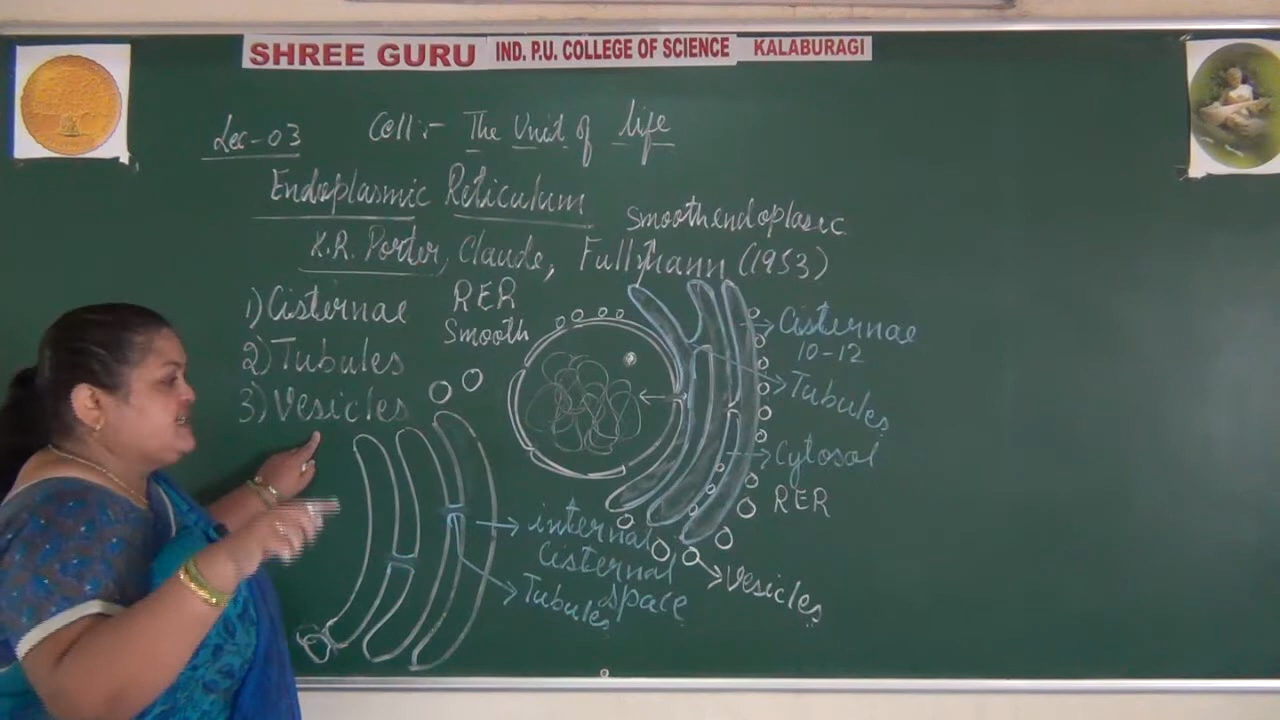 SHREE GURU IND. P.U. COLLEGE OF SCIENCE KALABURAGI
Lec-03 Cell:- The Unit of life
Endoplasmic Reticulum
Smoothendoplasic
K.R. Porter, Claude, Fullmann (1953)
1) Cisternae
2) Tubules
3) Vesicles
RER
Smooth
Cisternae
10-12
Tubules
Cytosol
RER
Vesicles
internal
Cisternal
space
Tubules